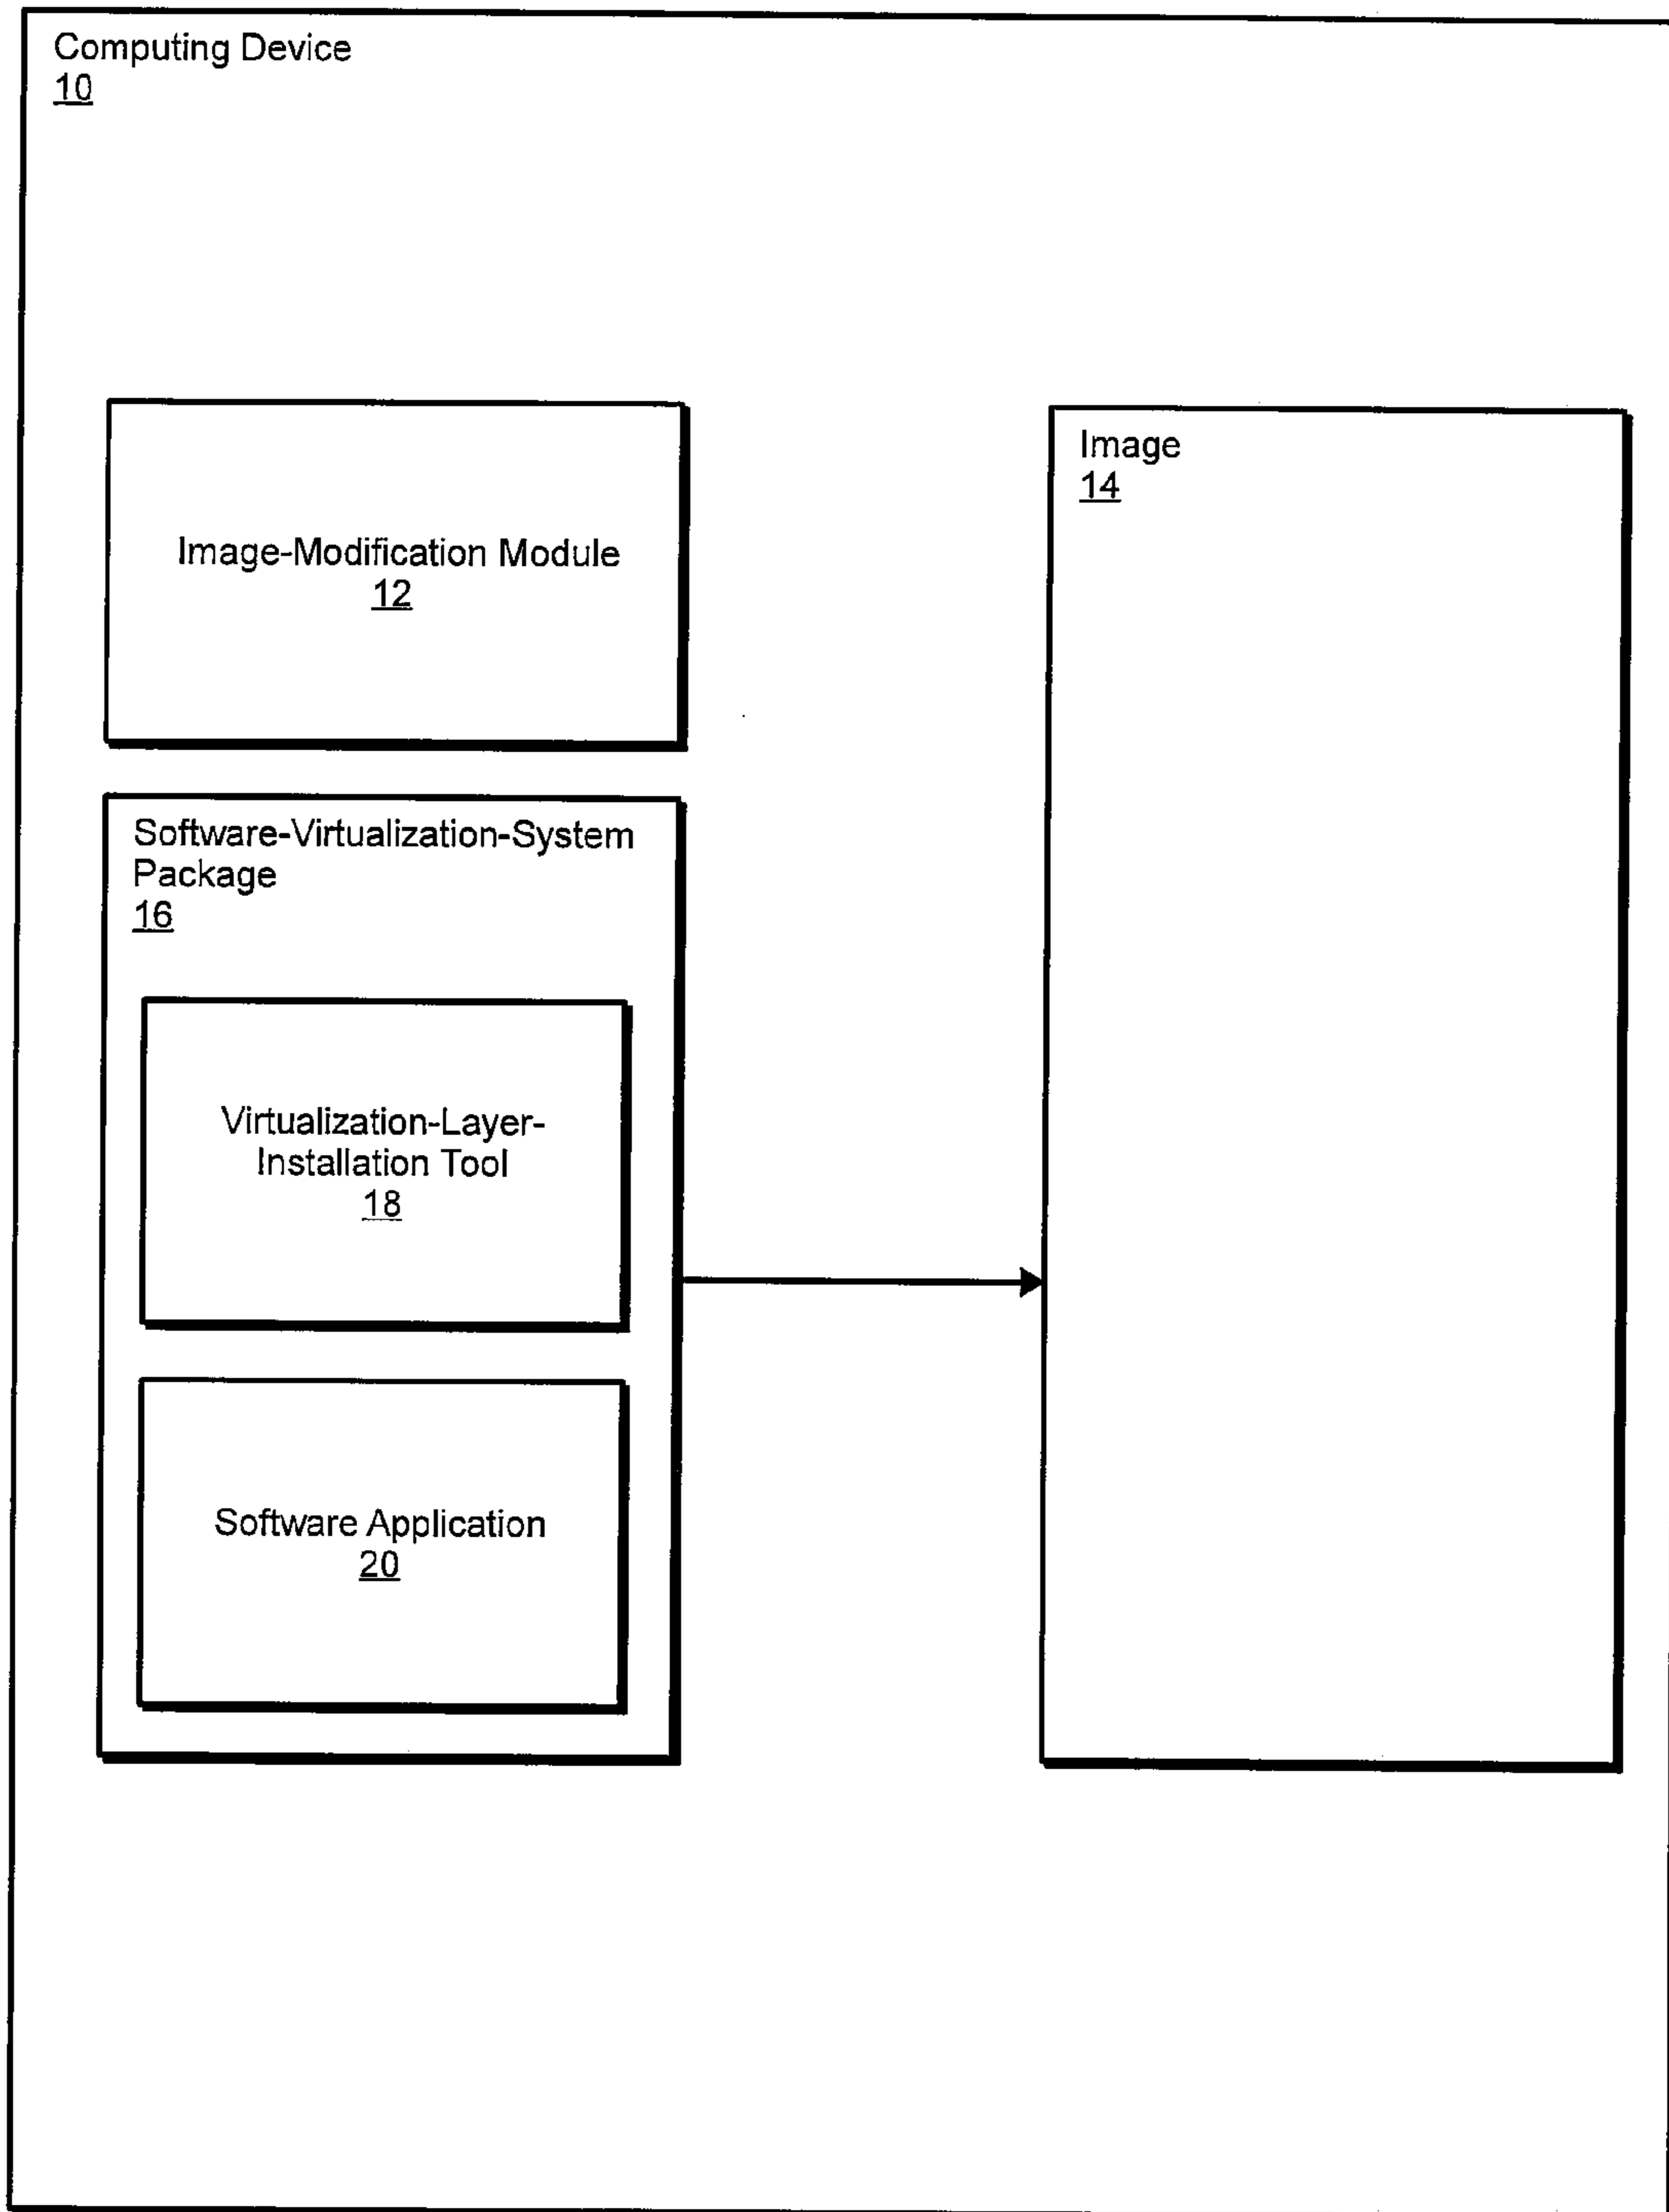 Computing Device
10
Image-Modification Module
12
Image
14
Software-Virtualization-System
Package
16
Virtualization-Layer-
Installation Tool
18
Software Application
20